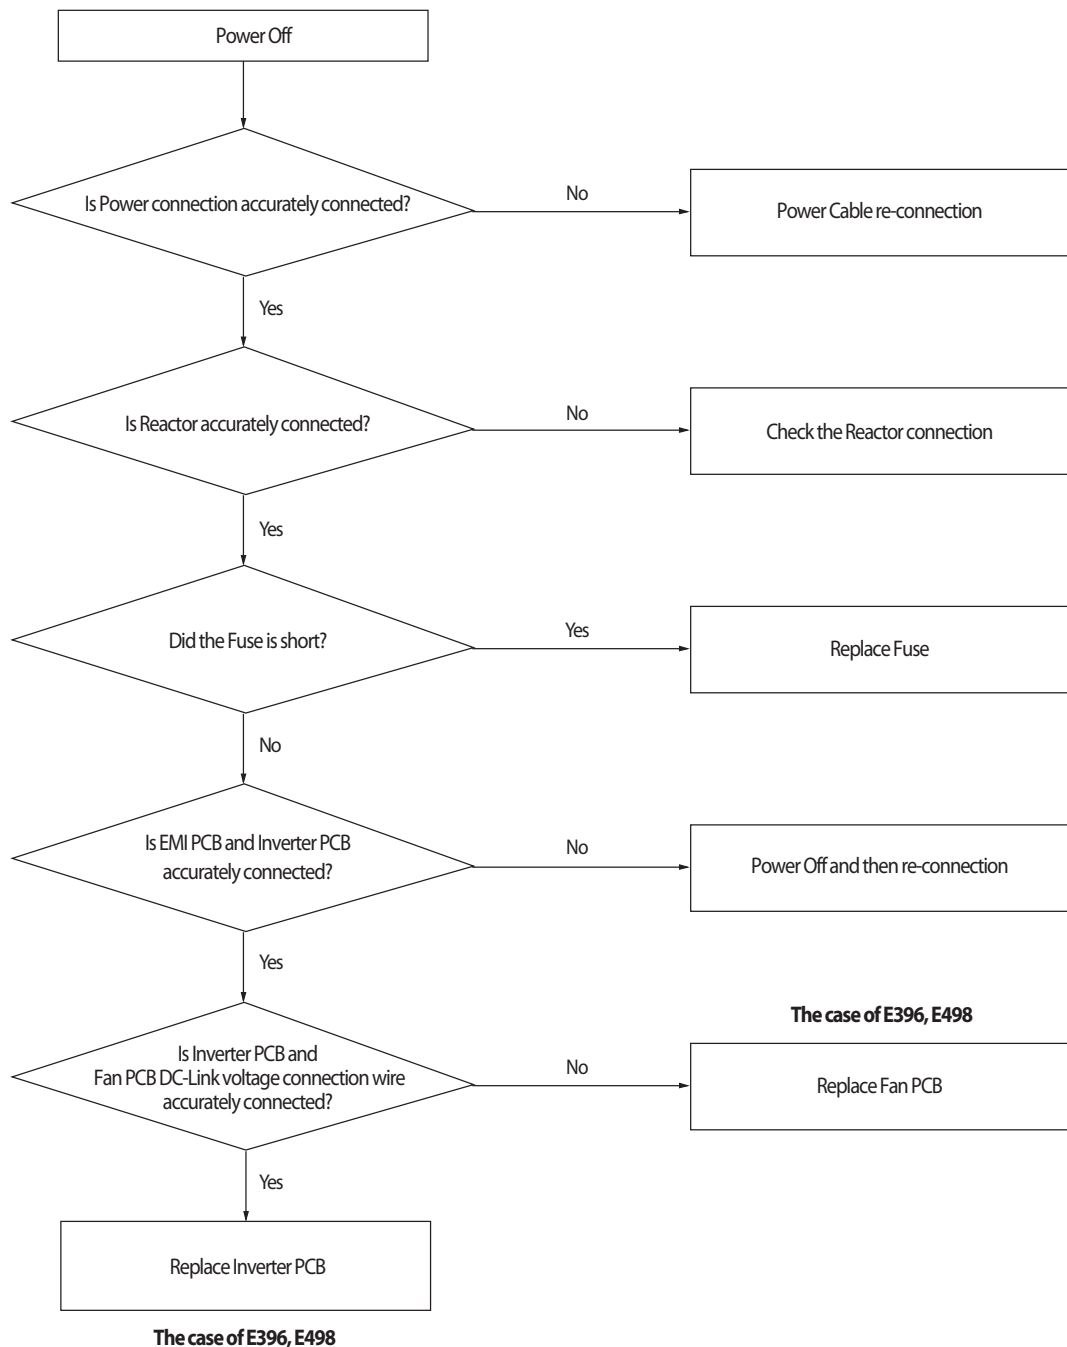 Power Off
Is Power connection accurately connected?
No
Power Cable re-connection
Yes
Is Reactor accurately connected?
No
Check the Reactor connection
Yes
Did the Fuse is short?
Yes
Replace Fuse
No
Is EMI PCB and Inverter PCB
accurately connected?
No
Power Off and then re-connection
Yes
The case of E396, E498
Is Inverter PCB and
Fan PCB DC-Link voltage connection wire
accurately connected?
No
Replace Fan PCB
Yes
Replace Inverter PCB
The case of E396, E498